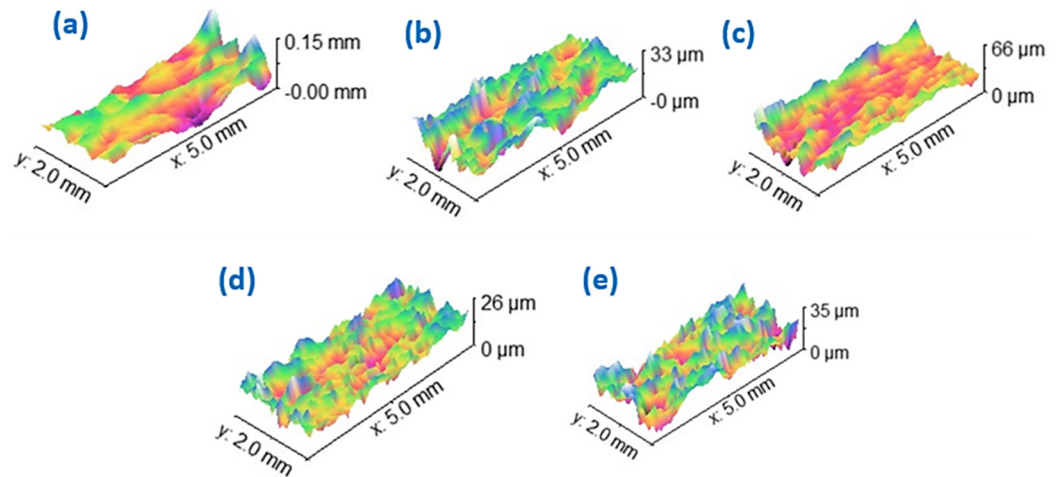 (a)
0.15 mm
-0.00 mm
x: 5.0 mm
y: 2.0 mm
(b)
33 µm
-0 µm
x: 5.0 mm
y: 2.0 mm
(c)
66 µm
0 µm
x: 5.0 mm
y: 2.0 mm
(d)
26 µm
0 µm
x: 5.0 mm
y: 2.0 mm
(e)
35 µm
0 µm
x: 5.0 mm
y: 2.0 mm